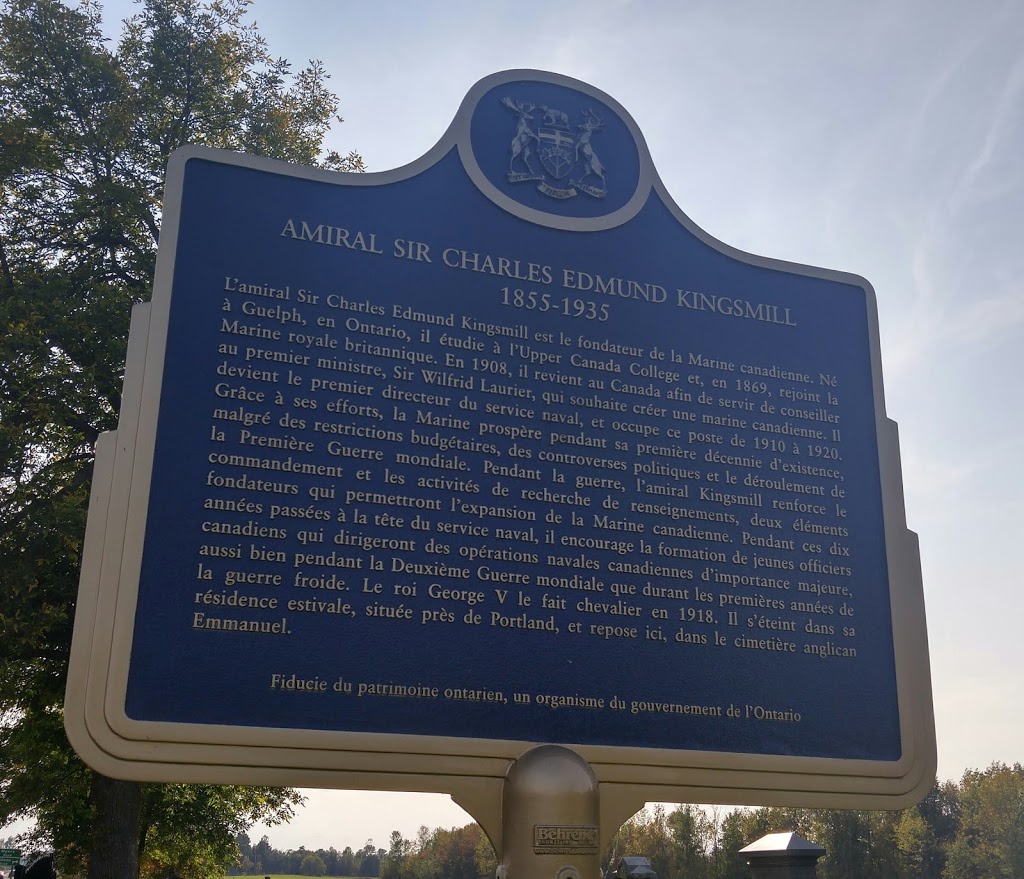 AMIRAL SIR CHARLES EDMUND KINGSMILL
1855-1935
L'amiral Sir Charles Edmund Kingsmill est le fondateur de la Marine canadienne. Né
à Guelph, en Ontario, il étudie à l'Upper Canada College et, en 1869, rejoint la
Marine royale britannique. En 1908, il revient au Canada afin de servir de conseiller
au premier ministre, Sir Wilfrid Laurier, qui souhaite créer une marine canadienne. Il
devient le premier directeur du service naval, et occupe ce poste de 1910 à 1920.
Grâce à ses efforts, la Marine prospère pendant sa première décennie d'existence,
malgré des restrictions budgétaires, des controverses politiques et le déroulement de
la Première Guerre mondiale. Pendant la guerre, l'amiral Kingsmill renforce le
commandement et les activités de recherche de renseignements, deux éléments
fondateurs qui permettront l'expansion de la Marine canadienne. Pendant ces dix
années passées à la tête du service naval, il encourage la formation de jeunes officiers
canadiens qui dirigeront des opérations navales canadiennes d'importance majeure,
aussi bien pendant la Deuxième Guerre mondiale que durant les premières années de
la guerre froide. Le roi George V le fait chevalier en 1918. Il s'éteint dans sa
résidence estivale, située près de Portland, et repose ici, dans le cimetière anglican
Emmanuel.
Fiducie du patrimoine ontarien, un organisme du gouvernement de l'Ontario
Behrens